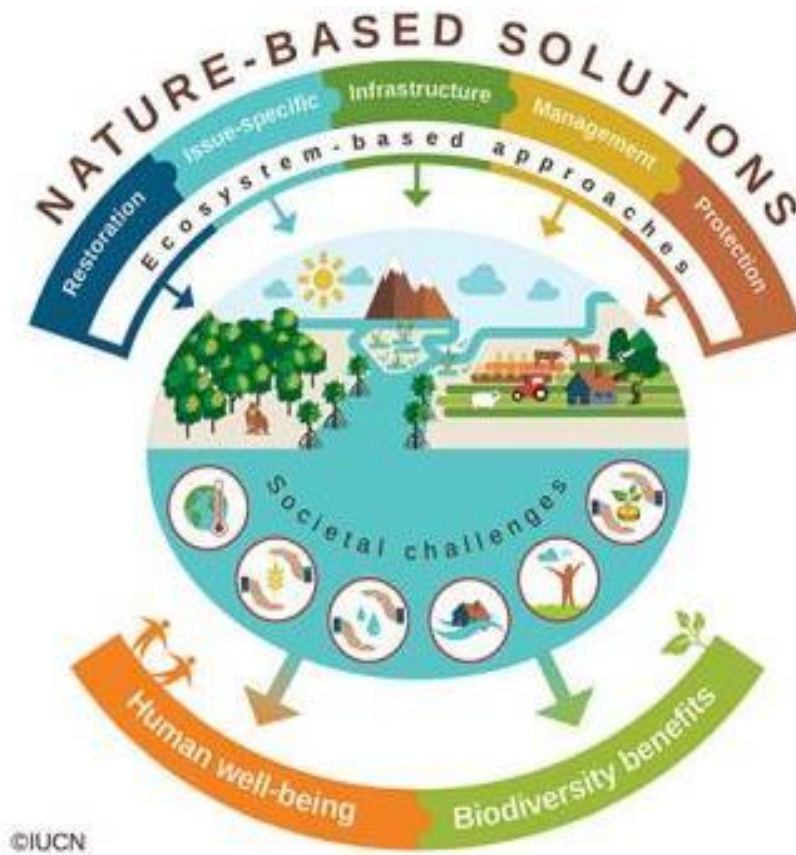 NATURE-BASED SOLUTIONS
Restoration
Issue-specific
Infrastructure
Management
Protection
Ecosystem-based approaches
Societal challenges
Human well-being
Biodiversity benefits
©IUCN